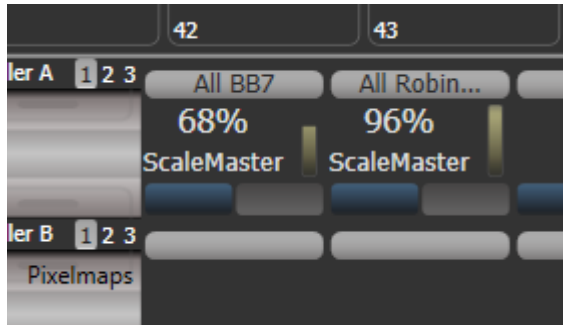 42 43
ler A 1 2 3
All BB7 All Robin...
68% 96%
ScaleMaster ScaleMaster
ler B 1 2 3
Pixelmaps